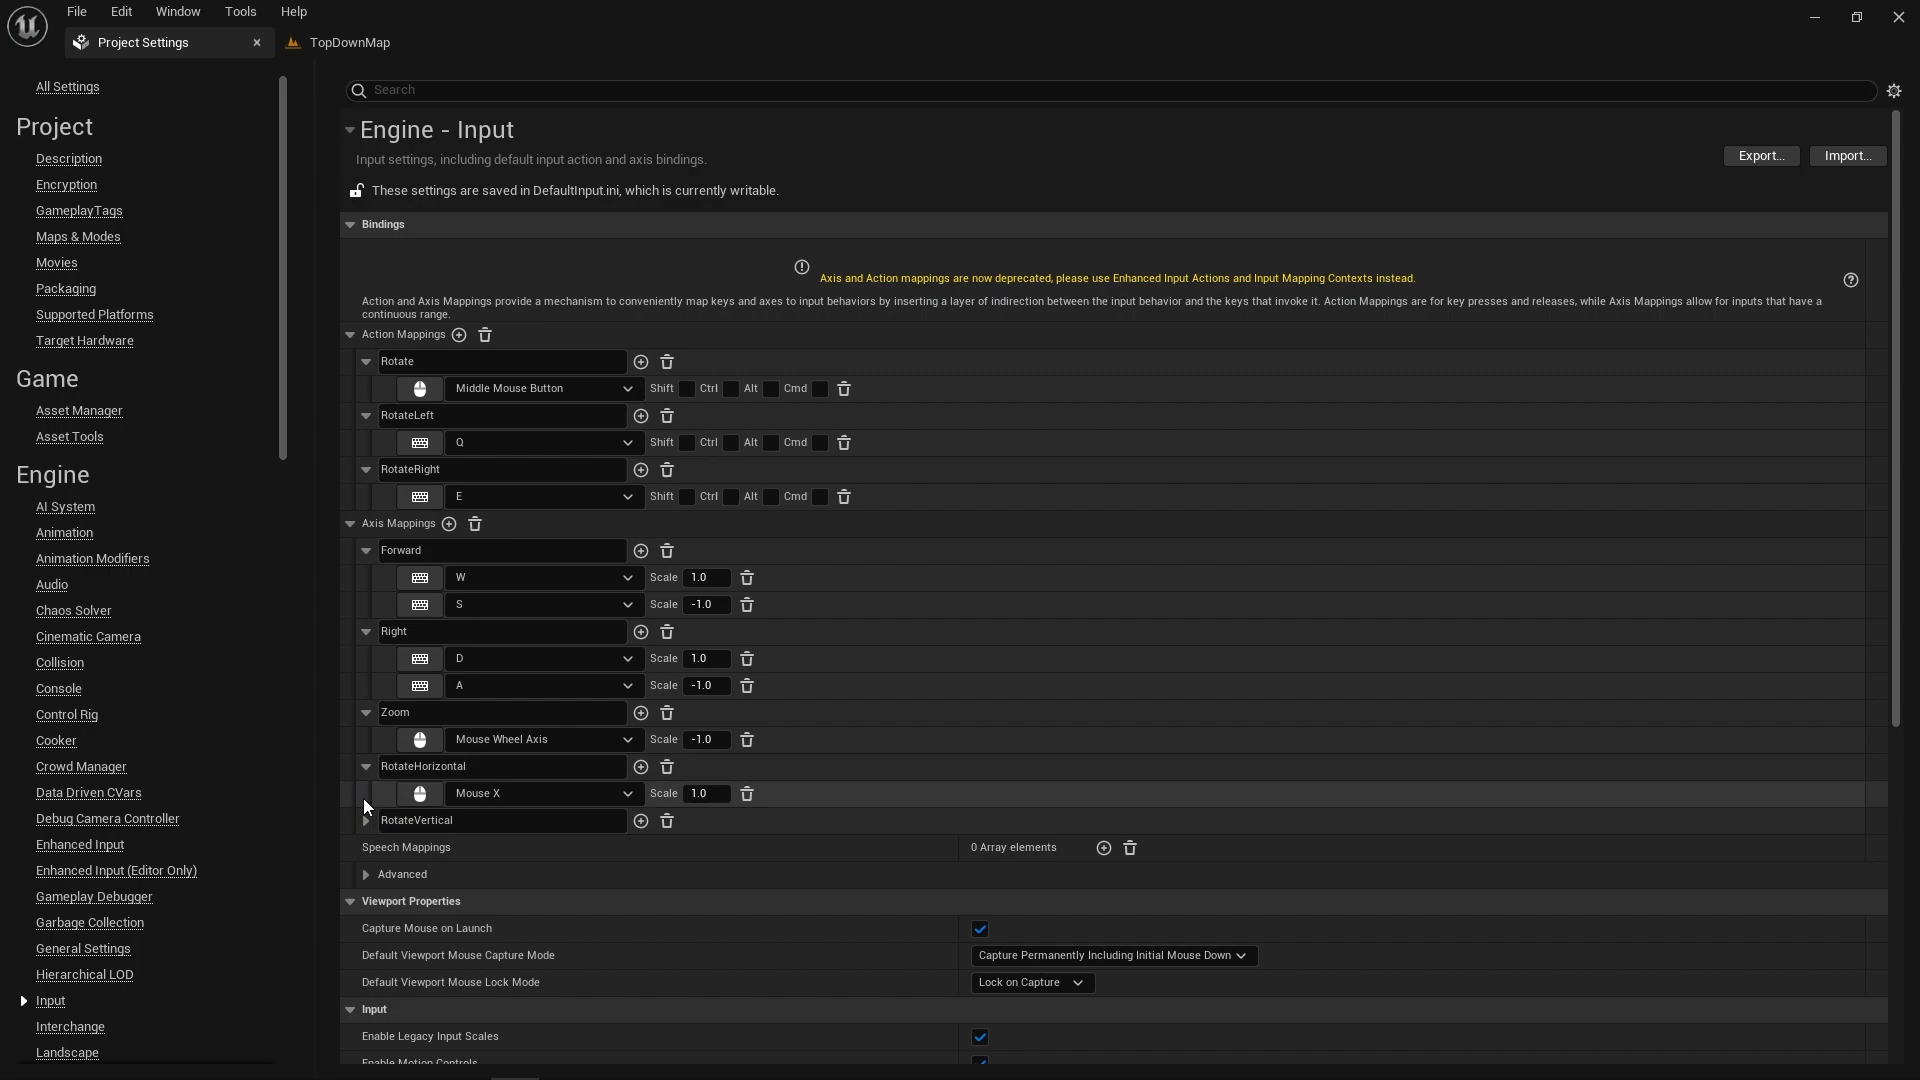 File
Edit
Window
Tools
Help
Project Settings
TopDownMap
All Settings
Project
Description
Encryption
GameplayTags
Maps & Modes
Movies
Packaging
Supported Platforms
Target Hardware
Game
Asset Manager
Asset Tools
Engine
AI System
Animation
Animation Modifiers
Audio
Chaos Solver
Cinematic Camera
Collision
Console
Control Rig
Cooker
Crowd Manager
Data Driven CVars
Debug Camera Controller
Enhanced Input
Enhanced Input (Editor Only)
Gameplay Debugger
Garbage Collection
General Settings
Hierarchical LOD
Input
Interchange
Landscape
Search
Engine - Input
Input settings, including default input action and axis bindings.
Export...
Import...
These settings are saved in DefaultInput.ini, which is currently writable.
Bindings
Axis and Action mappings are now deprecated, please use Enhanced Input Actions and Input Mapping Contexts instead.
Action and Axis Mappings provide a mechanism to conveniently map keys and axes to input behaviors by inserting a layer of indirection between the input behavior and the keys that invoke it. Action Mappings are for key presses and releases, while Axis Mappings allow for inputs that have a
continuous range.
Action Mappings
Rotate
Middle Mouse Button Shift Ctrl Alt Cmd
RotateLeft
Q Shift Ctrl Alt Cmd
RotateRight
E Shift Ctrl Alt Cmd
Axis Mappings
Forward
W Scale 1.0
S Scale -1.0
Right
D Scale 1.0
A Scale -1.0
Zoom
Mouse Wheel Axis Scale -1.0
RotateHorizontal
Mouse X Scale 1.0
RotateVertical
Speech Mappings 0 Array elements
Advanced
Viewport Properties
Capture Mouse on Launch
Default Viewport Mouse Capture Mode Capture Permanently Including Initial Mouse Down
Default Viewport Mouse Lock Mode Lock on Capture
Input
Enable Legacy Input Scales
Enable Motion Controls